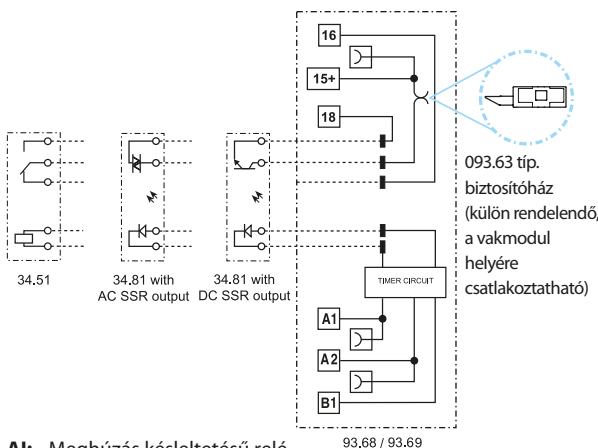 16
15+
18
093.63 típ.
biztosítóház
(külön rendelendő,
a vakmodul
helyére
csatlakoztatható)
34.51
34.81 with
AC SSR output
34.81 with
DC SSR output
TIMER CIRCUIT
A1
A2
B1
93.68 / 93.69
AI: Meghúzás késleltetésű relé